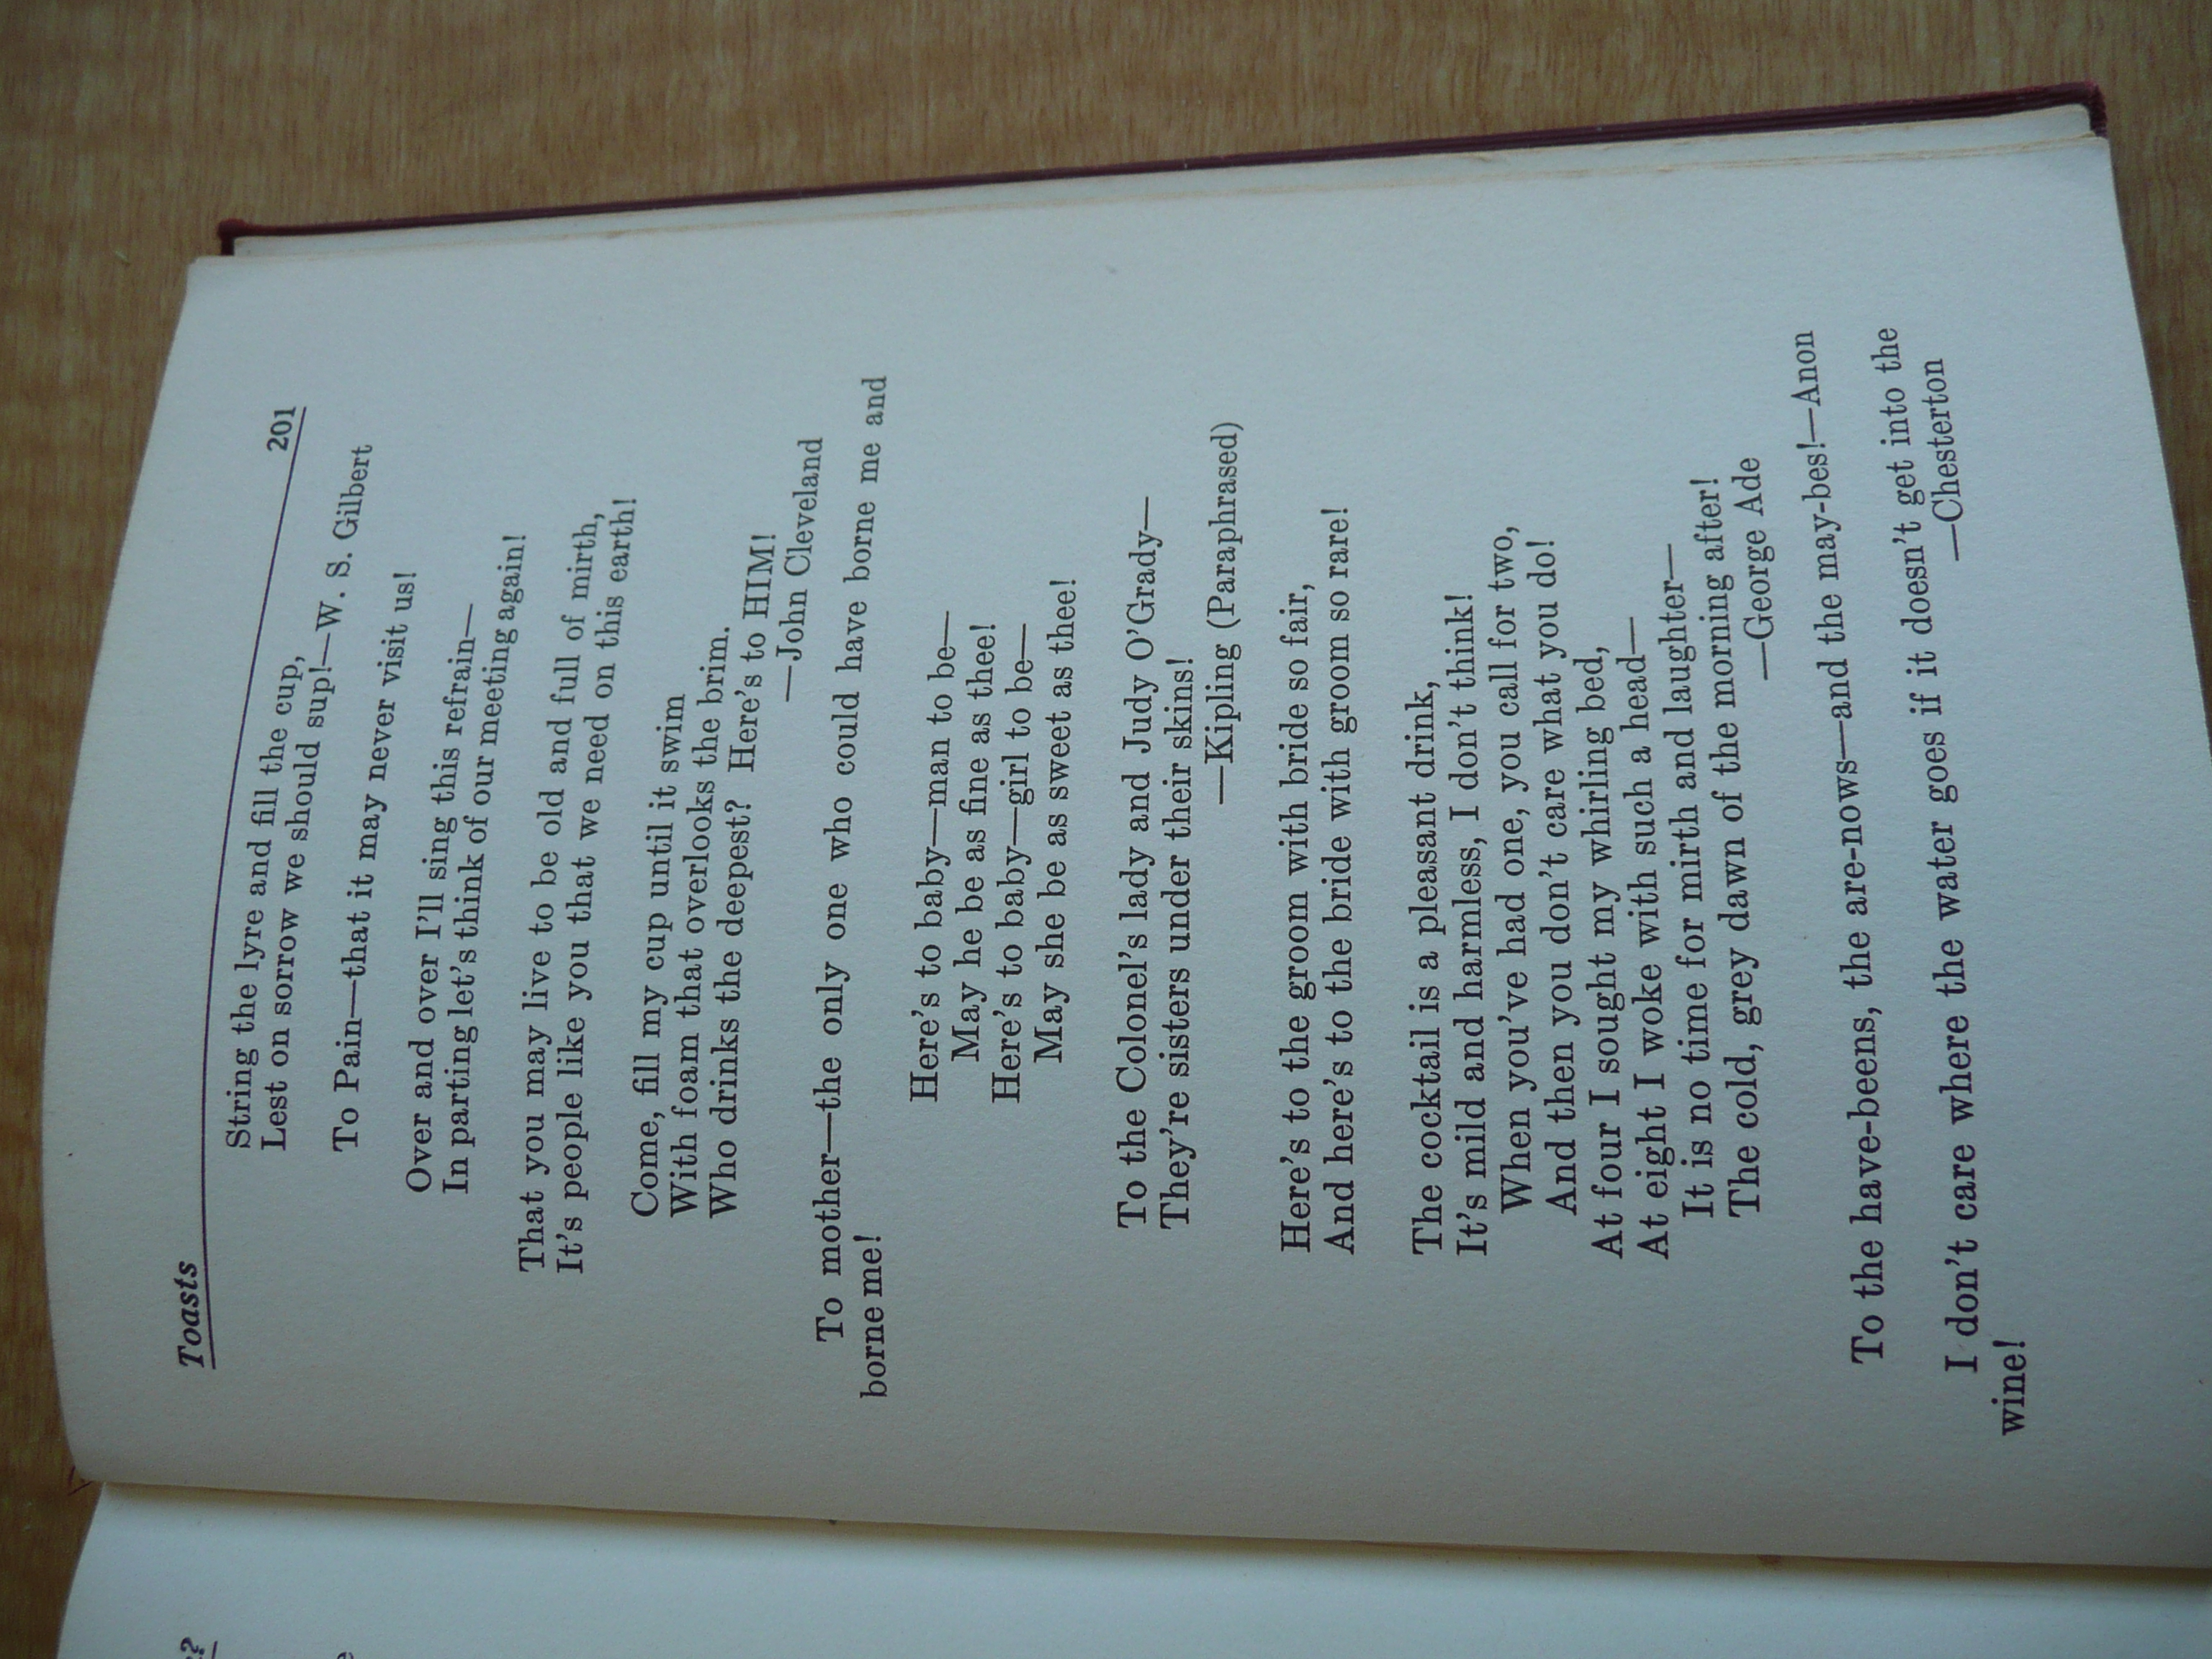 Toasts 201
String the lyre and fill the cup,
Lest on sorrow we should sup!—W. S. Gilbert
To Pain—that it may never visit us!
Over and over I'll sing this refrain—
In parting let's think of our meeting again!
That you may live to be old and full of mirth,
It's people like you that we need on this earth!
Come, fill my cup until it swim
With foam that overlooks the brim.
Who drinks the deepest? Here's to HIM!
—John Cleveland
To mother—the only one who could have borne me and
borne me!
Here's to baby—man to be—
May he be as fine as thee!
Here's to baby—girl to be—
May she be as sweet as thee!
To the Colonel's lady and Judy O'Grady—
They're sisters under their skins!
—Kipling (Paraphrased)
Here's to the groom with bride so fair,
And here's to the bride with groom so rare!
The cocktail is a pleasant drink,
It's mild and harmless, I don't think!
When you've had one, you call for two,
And then you don't care what you do!
At four I sought my whirling bed,
At eight I woke with such a head—
It is no time for mirth and laughter—
The cold, grey dawn of the morning after!
—George Ade
To the have-beens, the are-nows—and the may-bes!—Anon
I don't care where the water goes if it doesn't get into the
wine! —Chesterton